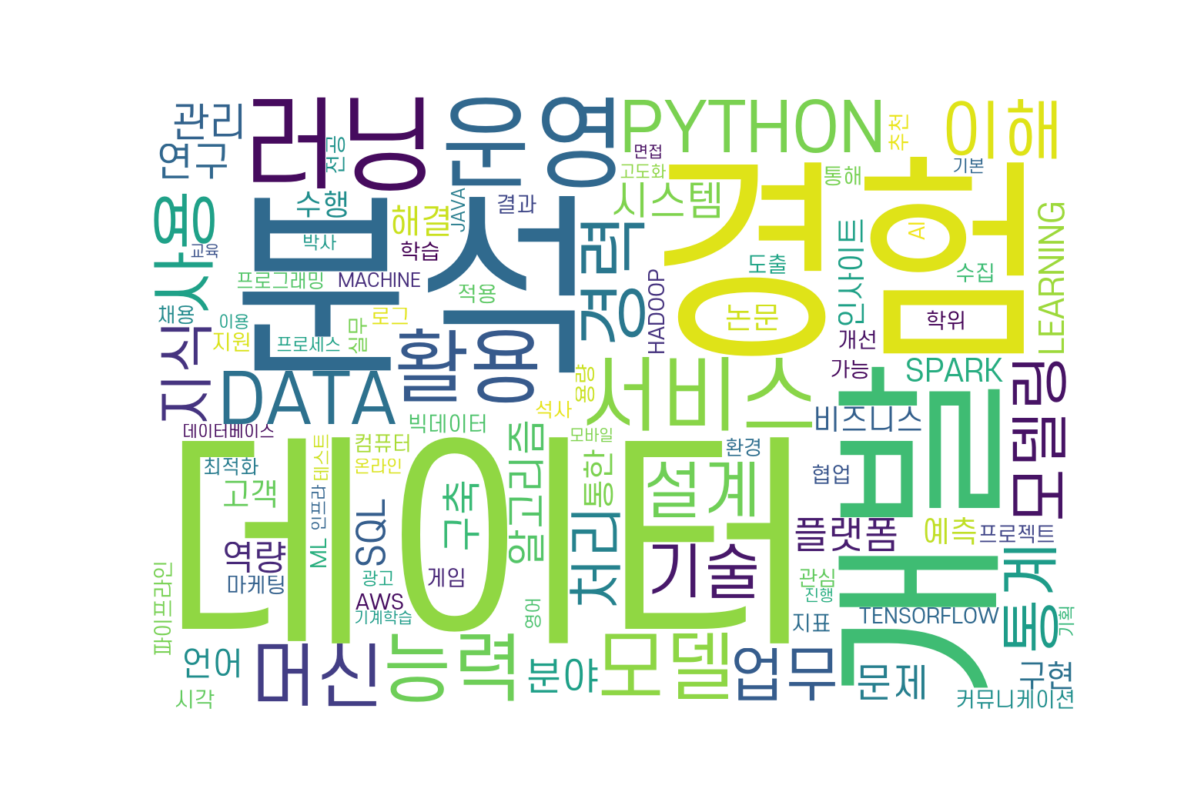 관리
러닝
운영
PYTHON
추천
이해
연구
전공
면접
고도화
통해
기본
사용
교육
수행
박사
해결
JAVA
결과
시스템
경험
AI
LEARNING
분석
학습
경력
도출
인사이트
수집
프로그래밍
MACHINE
적용
HADOOP
채용
이용
지원
프로세스
실무
로그
논문
학위
개선
지식
활용
가능
DATA
용량
서비스
SPARK
모델링
석사
빅데이터
비즈니스
데이터베이스
테스트
컴퓨터
온라인
알고리즘
모바일
통한
환경
개발
최적화
고객
인프라
SQL
구축
설계
협업
데이터
역량
ML
처리
기술
플랫폼
예측
프로젝트
통계
파이프라인
마케팅
광고
게임
관심
진행
AWS
기계학습
영어
지표
TENSORFLOW
기획
언어
머신
능력
분야
모델
업무
문제
구현
시각
커뮤니케이션